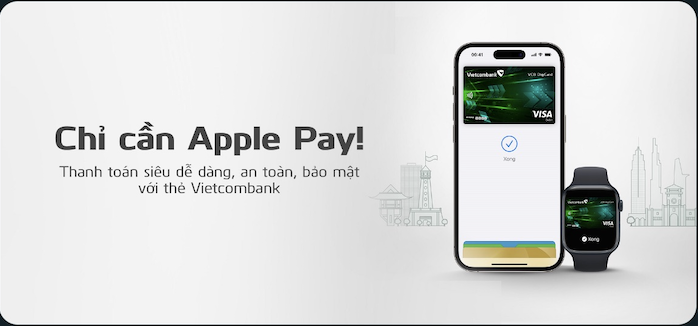 Chỉ cần Apple Pay!
Thanh toán siêu dễ dàng, an toàn, bảo mật
với thẻ Vietcombank
00:41
Vietcombank
VCB DigiCard
VISA
Xong
Vietcombank
VISA
Xong